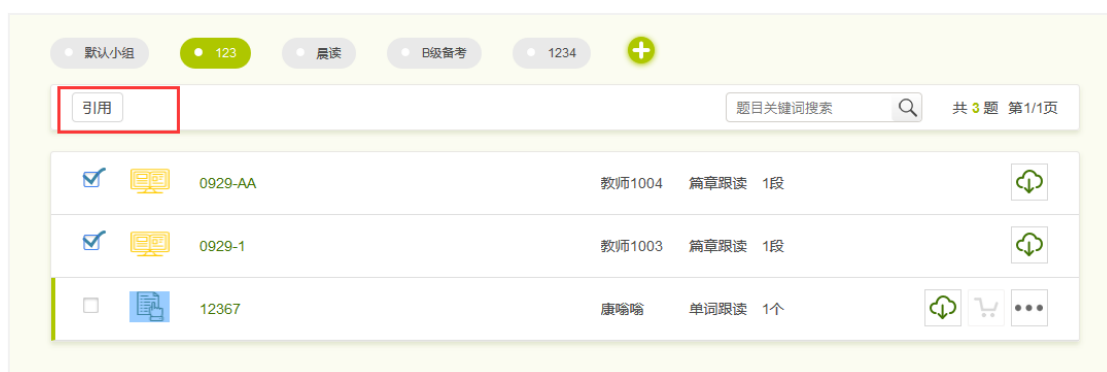 默认小组 123 晨读 B级备考 1234
引用 题目关键词搜索 共 3 题 第1/1页
0929-AA 教师1004 篇章跟读 1段
0929-1 教师1003 篇章跟读 1段
12367 康嗡嗡 单词跟读 1个